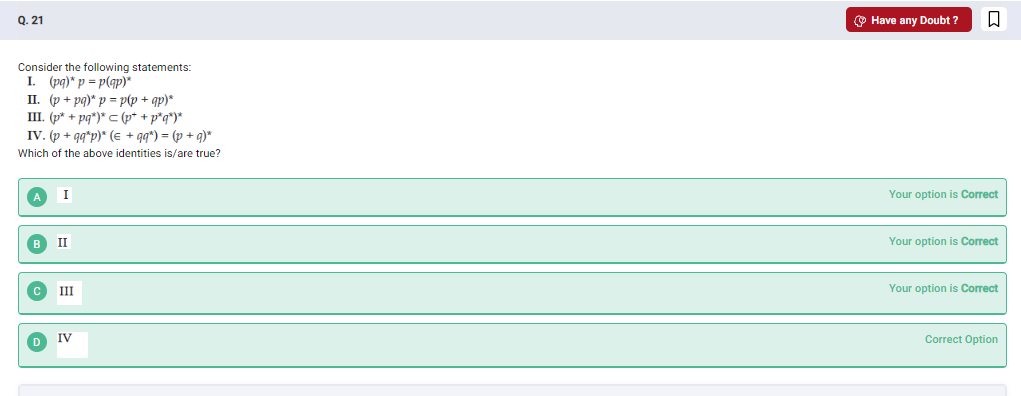 Q. 21
Have any Doubt ?
Consider the following statements:
I. (pq)* p = p(qp)*
II. (p + pq)* p = p(p + qp)*
III. (p* + pq*)* ⊂ (p⁺ + p*q*)*
IV. (p + qq*p)* (∈ + qq*) = (p + q)*
Which of the above identities is/are true?
A I Your option is Correct
B II Your option is Correct
C III Your option is Correct
D IV Correct Option